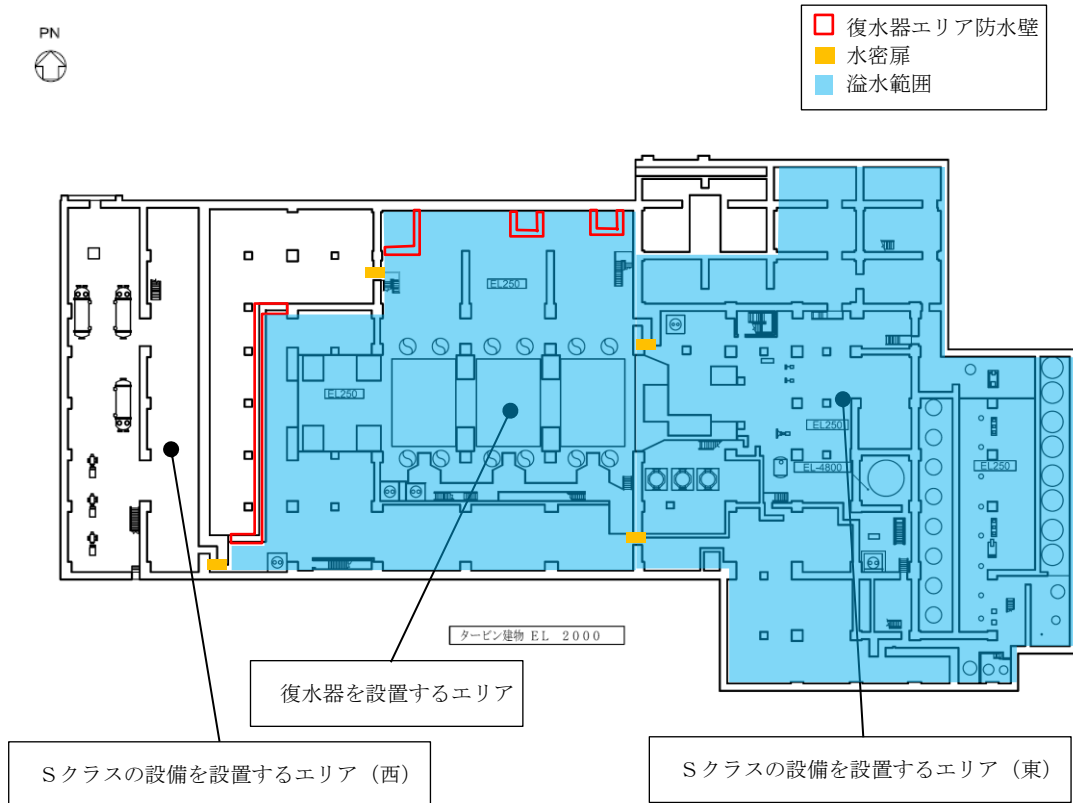 PN
復水器エリア防水壁
水密扉
溢水範囲
EL250
EL250
EL250
EL-4800
EL250
タービン建物 EL 2000
復水器を設置するエリア
Sクラスの設備を設置するエリア（西）
Sクラスの設備を設置するエリア（東）